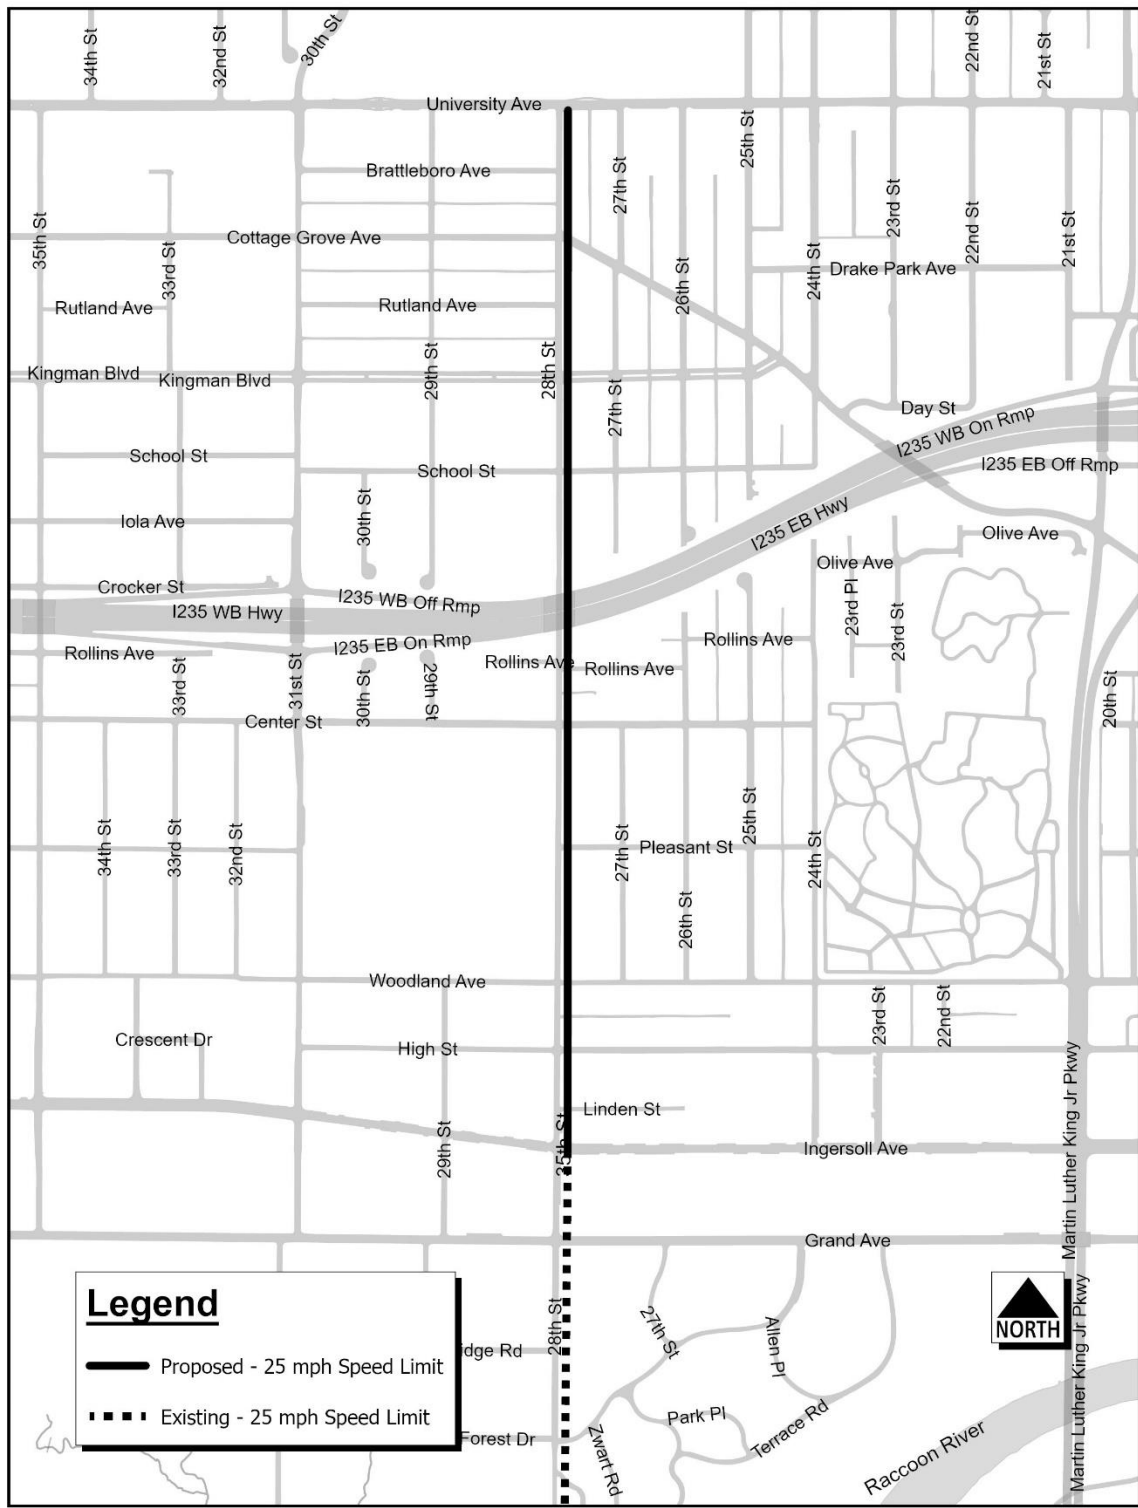 34th St
32nd St
30th St
22nd St
21st St
University Ave
25th St
Brattleboro Ave
27th St
23rd St
35th St
33rd St
Cottage Grove Ave
22nd St
21st St
24th St
26th St
Drake Park Ave
Rutland Ave
Rutland Ave
Kingman Blvd
Kingman Blvd
29th St
28th St
27th St
Day St
I235 WB On Rmp
School St
School St
I235 EB Off Rmp
30th St
Iola Ave
I235 EB Hwy
Olive Ave
Olive Ave
Crocker St
I235 WB Off Rmp
I235 WB Hwy
23rd Pl
23rd St
I235 EB On Rmp
Rollins Ave
Rollins Ave
Rollins Ave
Rollins Ave
33rd St
31st St
30th St
29th St
20th St
Center St
34th St
33rd St
32nd St
27th St
Pleasant St
25th St
24th St
26th St
Woodland Ave
23rd St
22nd St
Crescent Dr
High St
Martin Luther King Jr Pkwy
Linden St
29th St
25th St
Ingersoll Ave
Grand Ave
Legend
Proposed - 25 mph Speed Limit
Existing - 25 mph Speed Limit
28th St
27th St
Allen Pl
NORTH
Martin Luther King Jr Pkwy
idge Rd
Park Pl
Forest Dr
Zwart Rd
Terrace Rd
Raccoon River